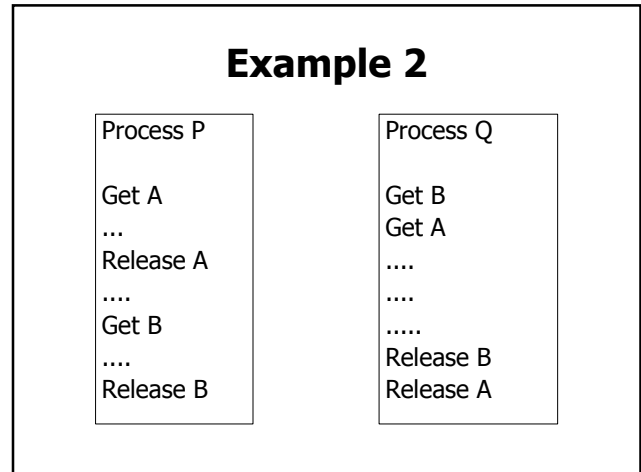 Example 2
Process P
Get A
...
Release A
....
Get B
....
Release B
Process Q
Get B
Get A
....
....
.....
Release B
Release A